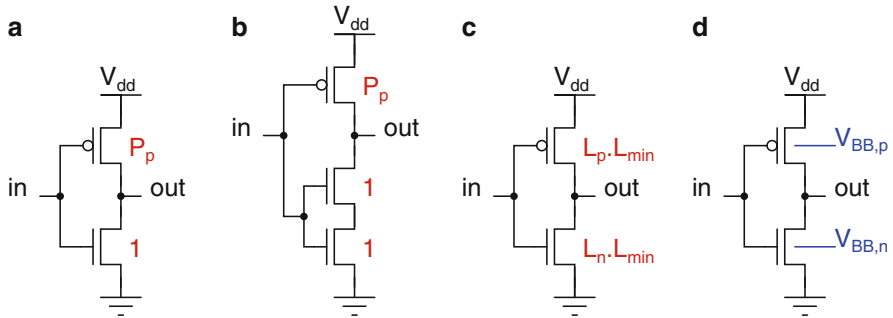 a
V_dd
P_p
in
out
1
b
V_dd
P_p
in
out
1
1
c
V_dd
L_p.L_min
in
out
L_n.L_min
d
V_dd
V_BB,p
in
out
V_BB,n